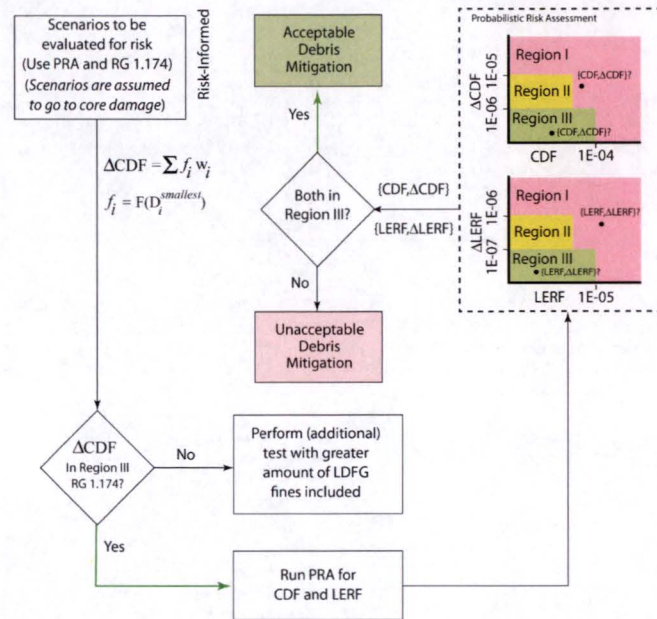 Scenarios to be
evaluated for risk
(Use PRA and RG 1.174)
(Scenarios are assumed
to go to core damage)
Risk-Informed
ΔCDF = ∑ f_i w_i
f_i = F(D_i^smallest)
ΔCDF
In Region III
RG 1.174?
No
Yes
Perform (additional)
test with greater
amount of LDFG
fines included
Run PRA for
CDF and LERF
Acceptable
Debris
Mitigation
Yes
Both in
Region III?
{CDF,ΔCDF}
{LERF,ΔLERF}
No
Unacceptable
Debris
Mitigation
Probabilistic Risk Assessment
ΔCDF
1E-05
1E-06
Region I
Region II
Region III
{CDF,ΔCDF}?
{CDF,ΔCDF}?
CDF
1E-04
ΔLERF
1E-06
1E-07
Region I
Region II
Region III
{LERF,ΔLERF}?
{LERF,ΔLERF}?
LERF
1E-05